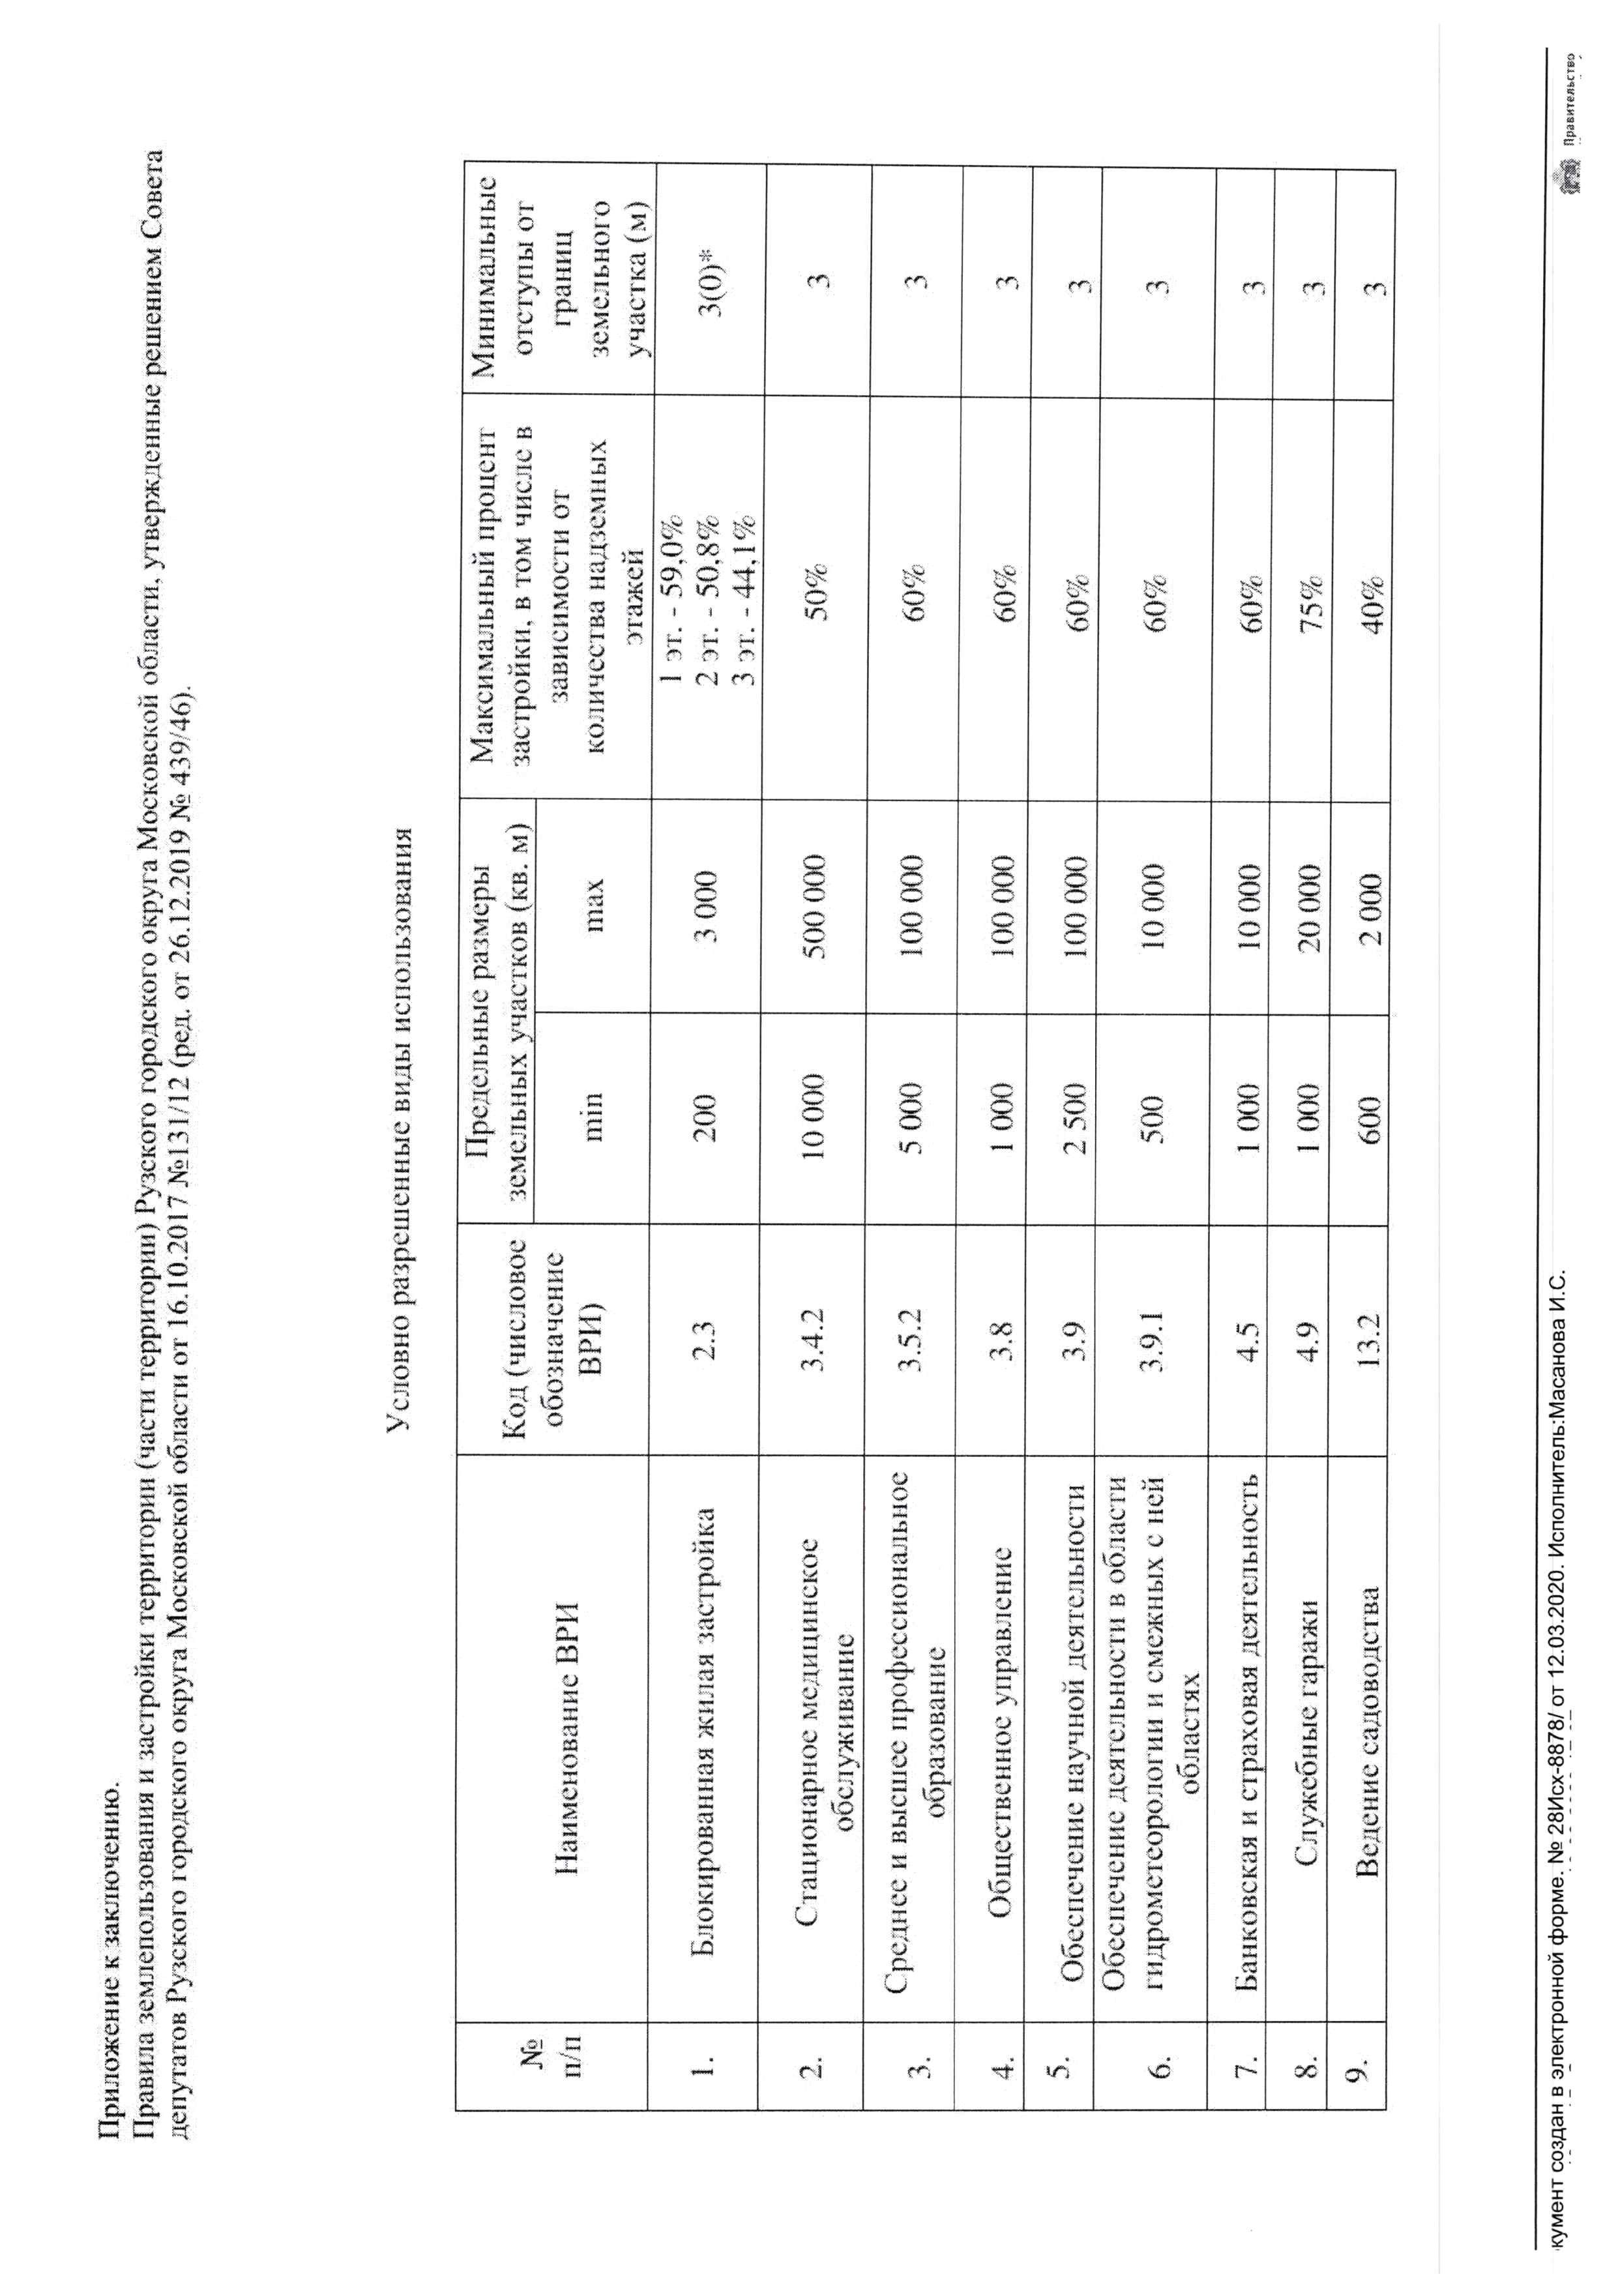 Приложение к заключению.
Правила землепользования и застройки территории (части территории) Рузского городского округа Московской области, утвержденные решением Совета
депутатов Рузского городского округа Московской области от 16.10.2017 №131/12 (ред. от 26.12.2019 № 439/46).
Условно разрешенные виды использования
№
п/п
Наименование ВРИ
Код (числовое
обозначение
ВРИ)
Предельные размеры
земельных участков (кв. м)
min
max
Максимальный процент
застройки, в том числе в
зависимости от
количества надземных
этажей
Минимальные
отступы от
границ
земельного
участка (м)
1. Блокированная жилая застройка 2.3 200 3 000
1 эт. - 59,0%
2 эт. - 50,8%
3 эт. - 44,1%
3(0)*
2. Стационарное медицинское
обслуживание
3.4.2 10 000 500 000 50% 3
3. Среднее и высшее профессиональное
образование
3.5.2 5 000 100 000 60% 3
4. Общественное управление 3.8 1 000 100 000 60% 3
5. Обеспечение научной деятельности 3.9 2 500 100 000 60% 3
6. Обеспечение деятельности в области
гидрометеорологии и смежных с ней
областях
3.9.1 500 10 000 60% 3
7. Банковская и страховая деятельность 4.5 1 000 10 000 60% 3
8. Служебные гаражи 4.9 1 000 20 000 75% 3
9. Ведение садоводства 13.2 600 2 000 40% 3
кумент создан в электронной форме. № 28Исх-8878/ от 12.03.2020. Исполнитель:Масанова И.С.
Правительство